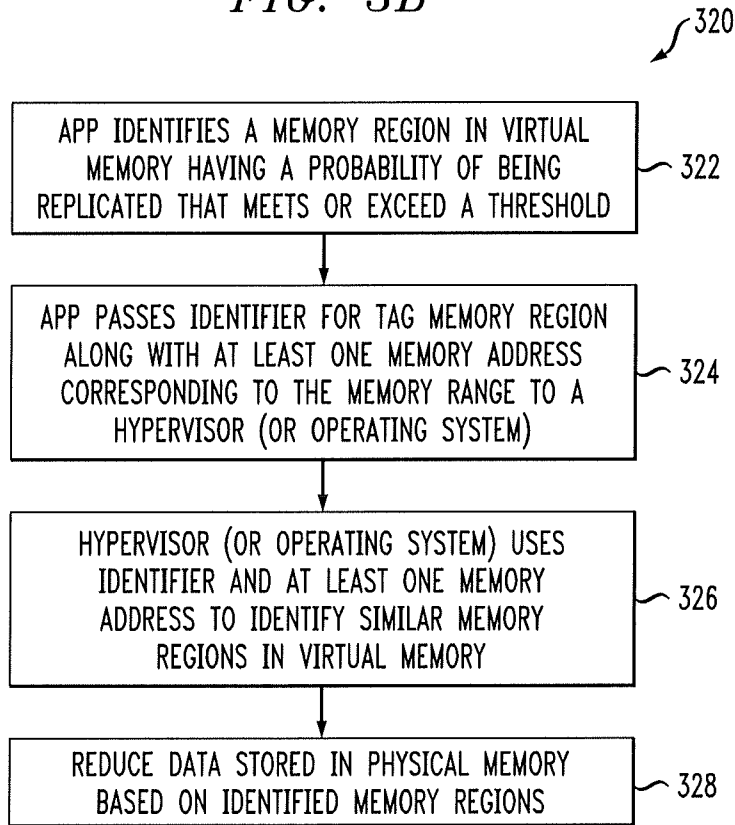 FIG. 3B
320
APP IDENTIFIES A MEMORY REGION IN VIRTUAL
MEMORY HAVING A PROBABILITY OF BEING
REPLICATED THAT MEETS OR EXCEED A THRESHOLD
322
APP PASSES IDENTIFIER FOR TAG MEMORY REGION
ALONG WITH AT LEAST ONE MEMORY ADDRESS
CORRESPONDING TO THE MEMORY RANGE TO A
HYPERVISOR (OR OPERATING SYSTEM)
324
HYPERVISOR (OR OPERATING SYSTEM) USES
IDENTIFIER AND AT LEAST ONE MEMORY
ADDRESS TO IDENTIFY SIMILAR MEMORY
REGIONS IN VIRTUAL MEMORY
326
REDUCE DATA STORED IN PHYSICAL MEMORY
BASED ON IDENTIFIED MEMORY REGIONS
328